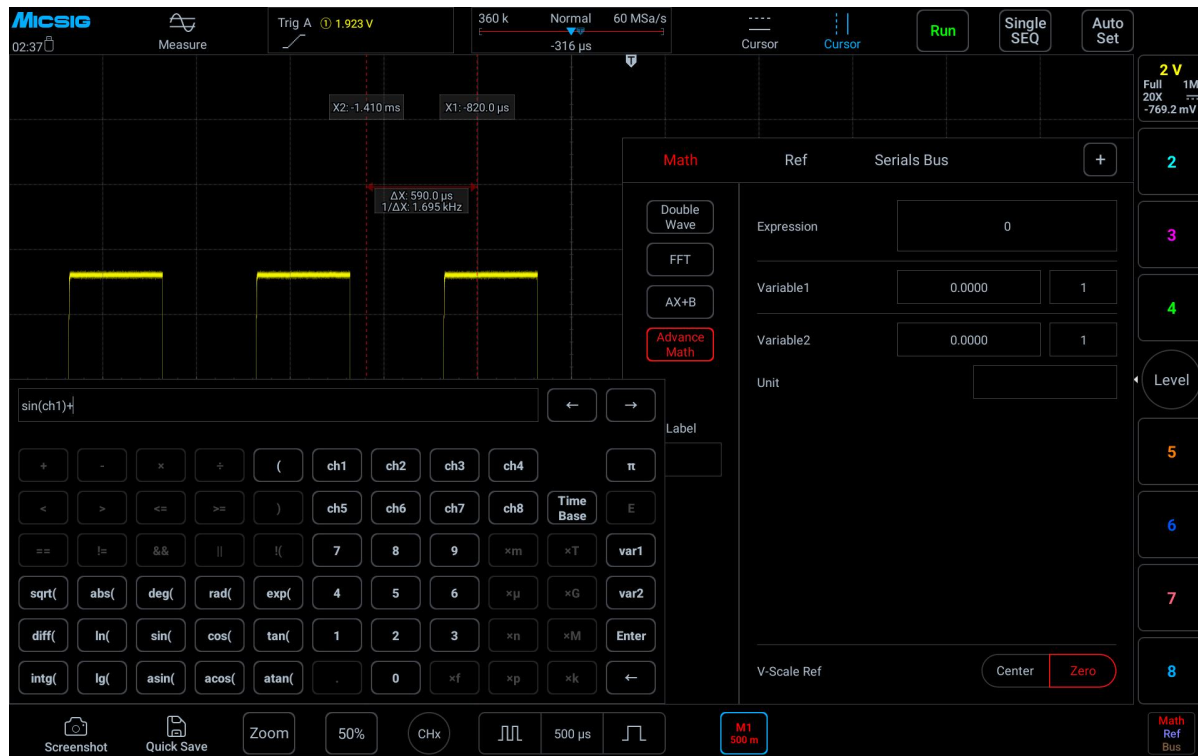 Micsig
02:37
Measure
Trig A ① 1.923 V
360 k Normal 60 MSa/s
-316 µs
Cursor
Cursor
Run
Single
SEQ
Auto
Set
T
X2: -1.410 ms
X1: -820.0 µs
ΔX: 590.0 µs
1/ΔX: 1.695 kHz
2 V
Full 1M
20X
-769.2 mV
2
3
4
Level
5
6
7
8
Math Ref Serials Bus +
Double
Wave
FFT
AX+B
Advance
Math
Label
Expression 0
Variable1 0.0000 1
Variable2 0.0000 1
Unit
V-Scale Ref Center Zero
sin(ch1)+ ← →
+ - × ÷ ( ch1 ch2 ch3 ch4 π
< > <= >= ) ch5 ch6 ch7 ch8 Time Base E
== != && || !( 7 8 9 ×m ×T var1
sqrt( abs( deg( rad( exp( 4 5 6 ×µ ×G var2
diff( ln( sin( cos( tan( 1 2 3 ×n ×M Enter
intg( lg( asin( acos( atan( . 0 ×f ×p ×k ←
Screenshot
Quick Save
Zoom
50%
CHx
500 µs
M1
500 m
Math
Ref
Bus